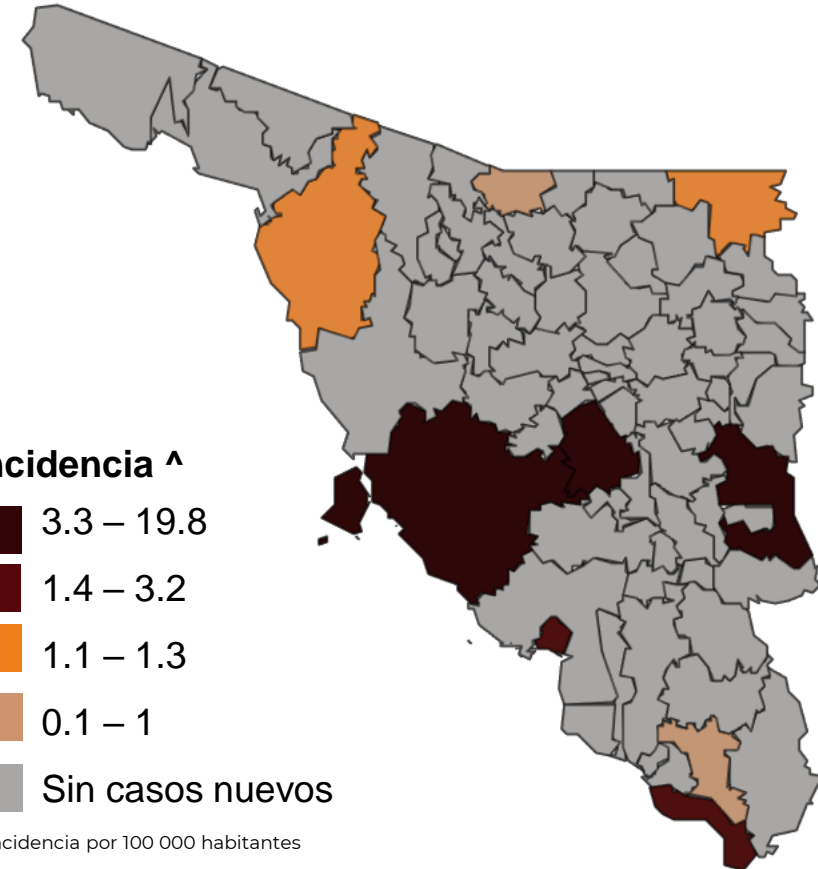 ncidencia ^
3.3 – 19.8
1.4 – 3.2
1.1 – 1.3
0.1 – 1
Sin casos nuevos
ncidencia por 100 000 habitantes